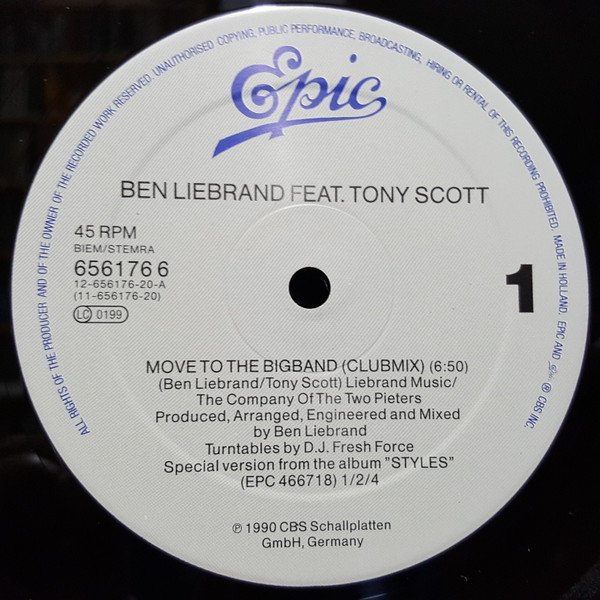 ALL RIGHTS OF THE PRODUCER AND OF THE OWNER OF THE RECORDED WORK RESERVED. UNAUTHORISED COPYING, PUBLIC PERFORMANCE, BROADCASTING, HIRING OR RENTAL OF THIS RECORDING PROHIBITED. MADE IN HOLLAND. EPIC AND Epic ® CBS INC.
Epic
BEN LIEBRAND FEAT. TONY SCOTT
45 RPM
BIEM/STEMRA
656176 6
12-656176-20-A
(11-656176-20)
LC 0199
1
MOVE TO THE BIGBAND (CLUBMIX) (6:50)
(Ben Liebrand/Tony Scott) Liebrand Music/
The Company Of The Two Pieters
Produced, Arranged, Engineered and Mixed
by Ben Liebrand
Turntables by D.J. Fresh Force
Special version from the album "STYLES"
(EPC 466718) 1/2/4
℗ 1990 CBS Schallplatten
GmbH, Germany